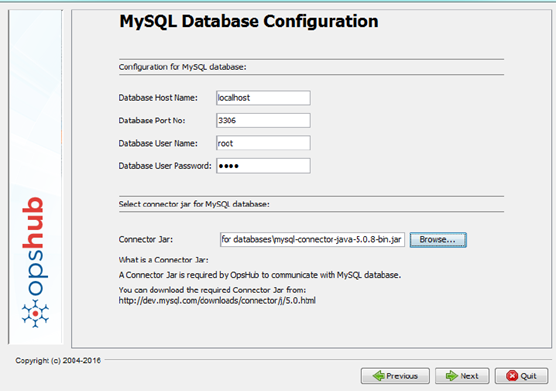 MySQL Database Configuration
Configuration for MySQL database:
Database Host Name: localhost
Database Port No: 3306
Database User Name: root
Database User Password: ●●●●
Select connector jar for MySQL database:
Connector Jar: for databases\mysql-connector-java-5.0.8-bin.jar Browse...
What is a Connector Jar:
A Connector Jar is required by OpsHub to communicate with MySQL database.
You can download the required Connector Jar from:
http://dev.mysql.com/downloads/connector/j/5.0.html
opshub
Copyright (c) 2004-2016
Previous Next Quit